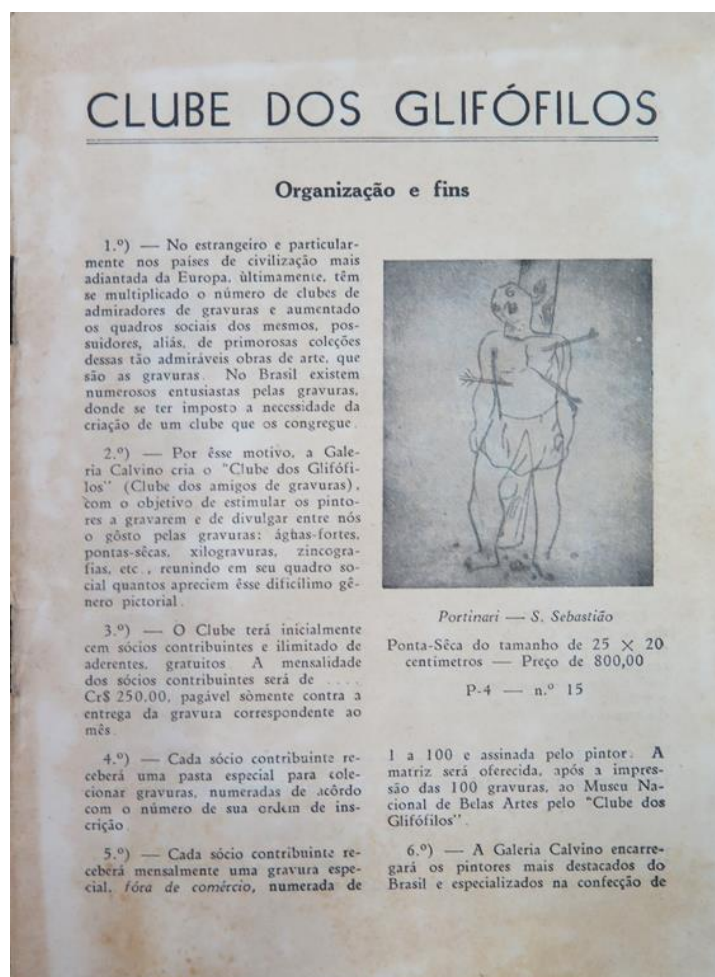 CLUBE DOS GLIFÓFILOS
Organização e fins
1.º) — No estrangeiro e particular-
mente nos países de civilização mais
adiantada da Europa, ùltimamente, têm
se multiplicado o número de clubes de
admiradores de gravuras e aumentado
os quadros sociais dos mesmos, pos-
suidores, aliás, de primorosas coleções
dessas tão admiráveis obras de arte, que
são as gravuras. No Brasil existem
numerosos entusiastas pelas gravuras,
donde se ter imposto a necessidade da
criação de um clube que os congregue.
2.º) — Por êsse motivo, a Gale-
ria Calvino cria o "Clube dos Glifófi-
los" (Clube dos amigos de gravuras),
com o objetivo de estimular os pinto-
res a gravarem e de divulgar entre nós
o gôsto pelas gravuras: águas-fortes,
pontas-sêcas, xilogravuras, zincogra-
fias, etc., reunindo em seu quadro so-
cial quantos apreciem êsse dificílimo gê-
nero pictorial.
3.º) — O Clube terá inicialmente
cem sócios contribuintes e ilimitado de
aderentes, gratuitos. A mensalidade
dos sócios contribuintes será de ....
Cr$ 250,00, pagável sòmente contra a
entrega da gravura correspondente ao
mês.
4.º) — Cada sócio contribuinte re-
ceberá uma pasta especial para cole-
cionar gravuras, numeradas de acôrdo
com o número de sua ordem de ins-
crição.
5.º) — Cada sócio contribuinte re-
ceberá mensalmente uma gravura espe-
cial, fóra de comércio, numerada de
Portinari — S. Sebastião
Ponta-Sêca do tamanho de 25 × 20
centimetros — Preço de 800,00
P-4 — n.º 15
1 a 100 e assinada pelo pintor. A
matriz será oferecida, após a impres-
são das 100 gravuras, ao Museu Na-
cional de Belas Artes pelo "Clube dos
Glifófilos".
6.º) — A Galeria Calvino encarre-
gará os pintores mais destacados do
Brasil e especializados na confecção de